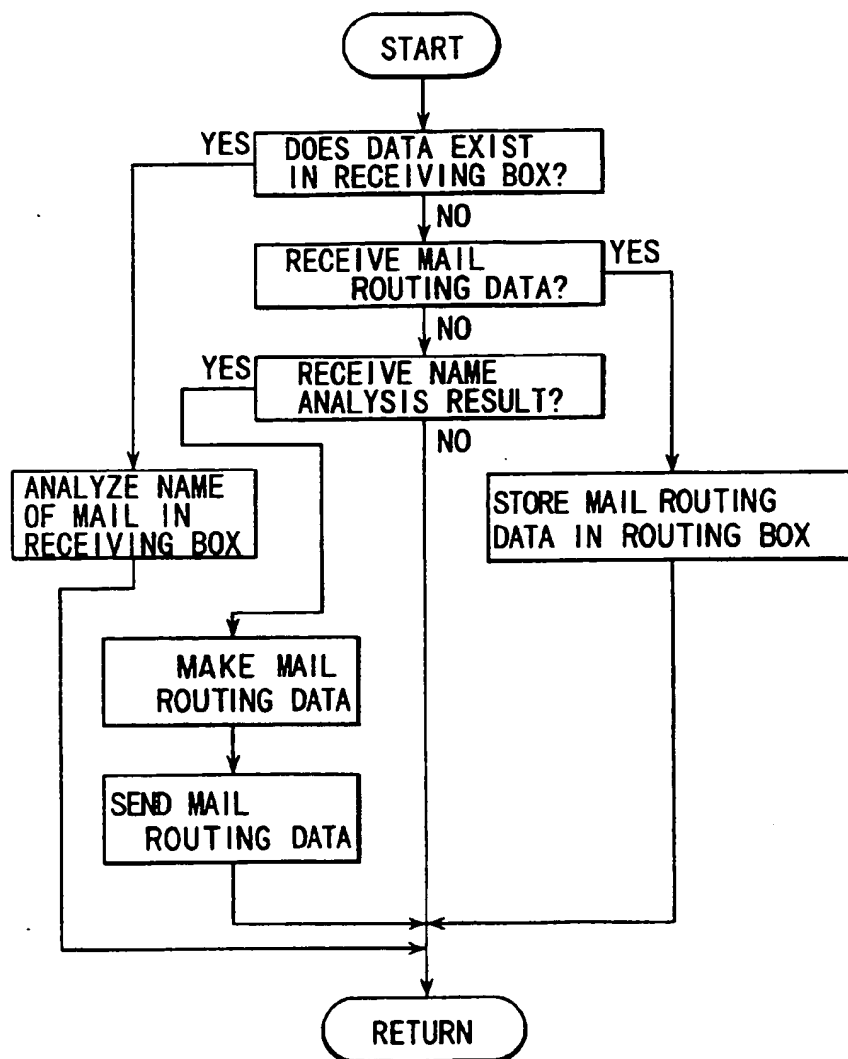 START
YES
DOES DATA EXIST
IN RECEIVING BOX?
NO
RECEIVE MAIL
ROUTING DATA?
YES
NO
YES
RECEIVE NAME
ANALYSIS RESULT?
NO
ANALYZE NAME
OF MAIL IN
RECEIVING BOX
STORE MAIL ROUTING
DATA IN ROUTING BOX
MAKE MAIL
ROUTING DATA
SEND MAIL
ROUTING DATA
RETURN